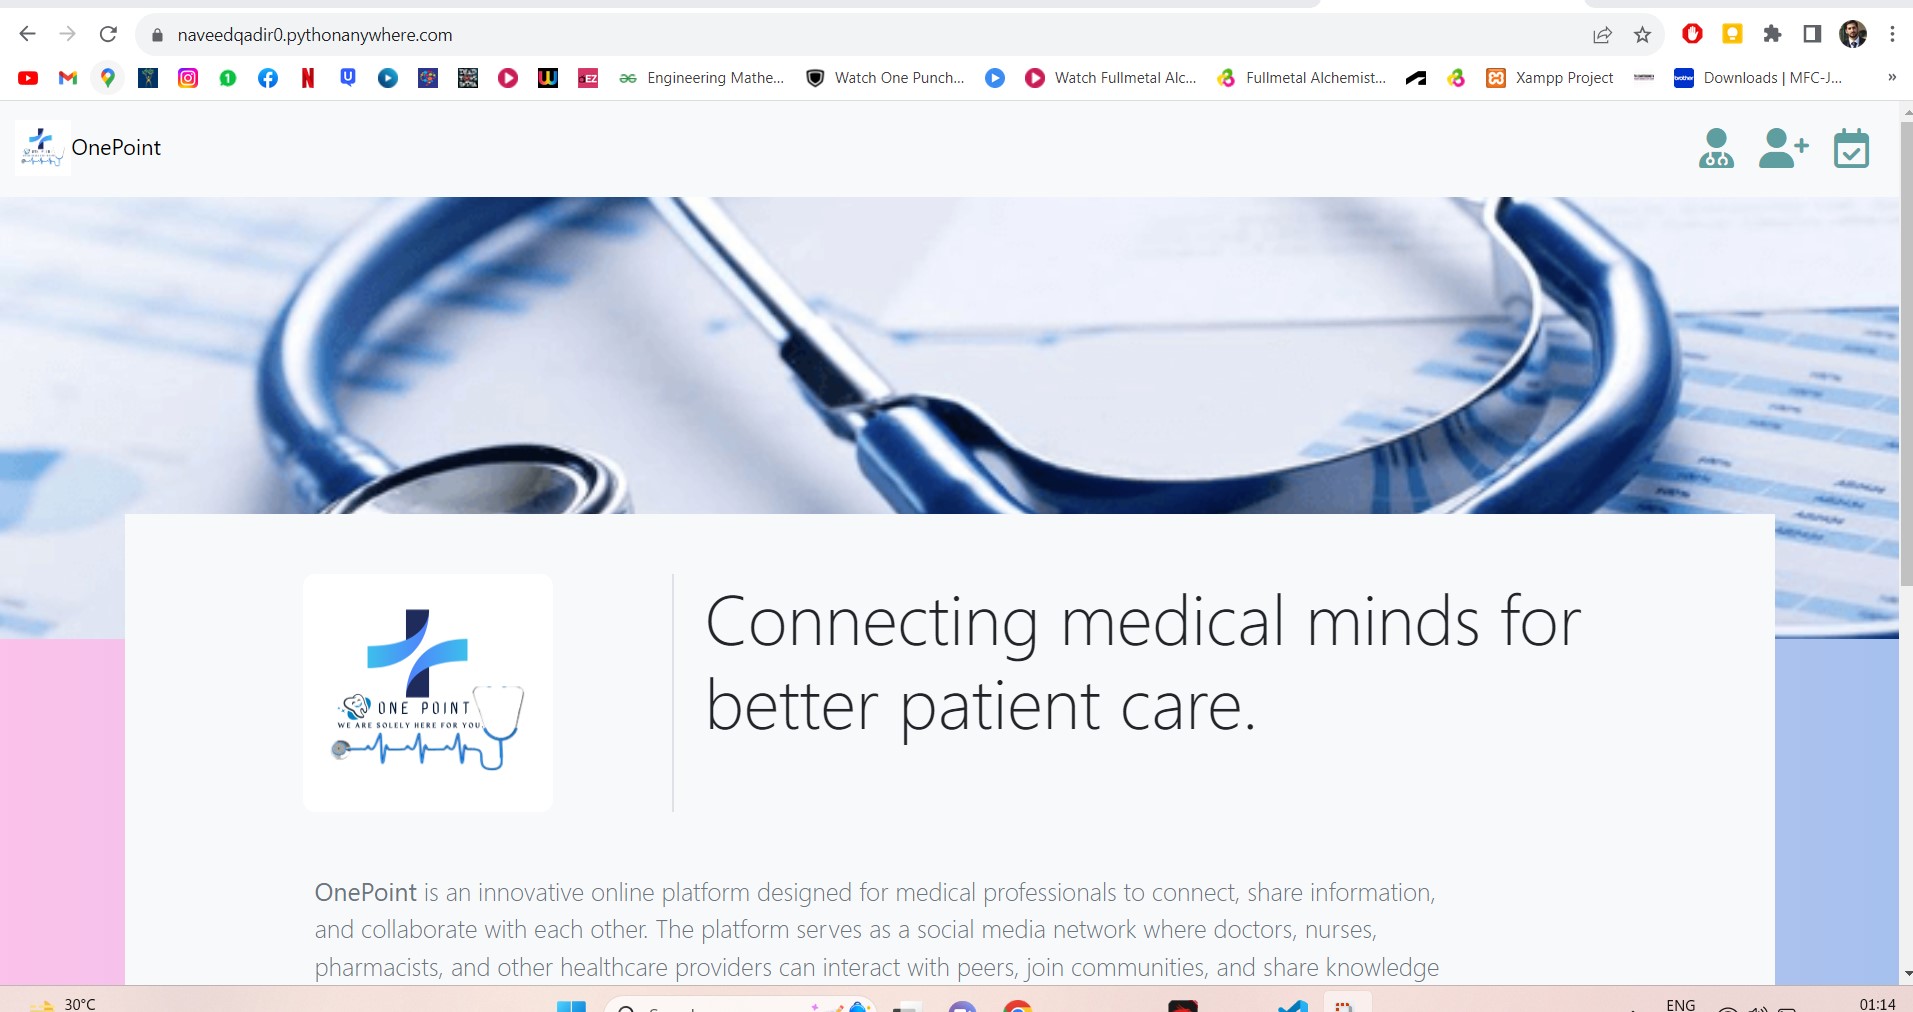 naveedqadir0.pythonanywhere.com
Engineering Mathe...
Watch One Punch...
Watch Fullmetal Alc...
Fullmetal Alchemist...
Xampp Project
Downloads | MFC-J...
»
OnePoint
Connecting medical minds for
better patient care.
ONE POINT
WE ARE SOLELY HERE FOR YOU
OnePoint is an innovative online platform designed for medical professionals to connect, share information,
and collaborate with each other. The platform serves as a social media network where doctors, nurses,
pharmacists, and other healthcare providers can interact with peers, join communities, and share knowledge
30°C
ENG
01:14